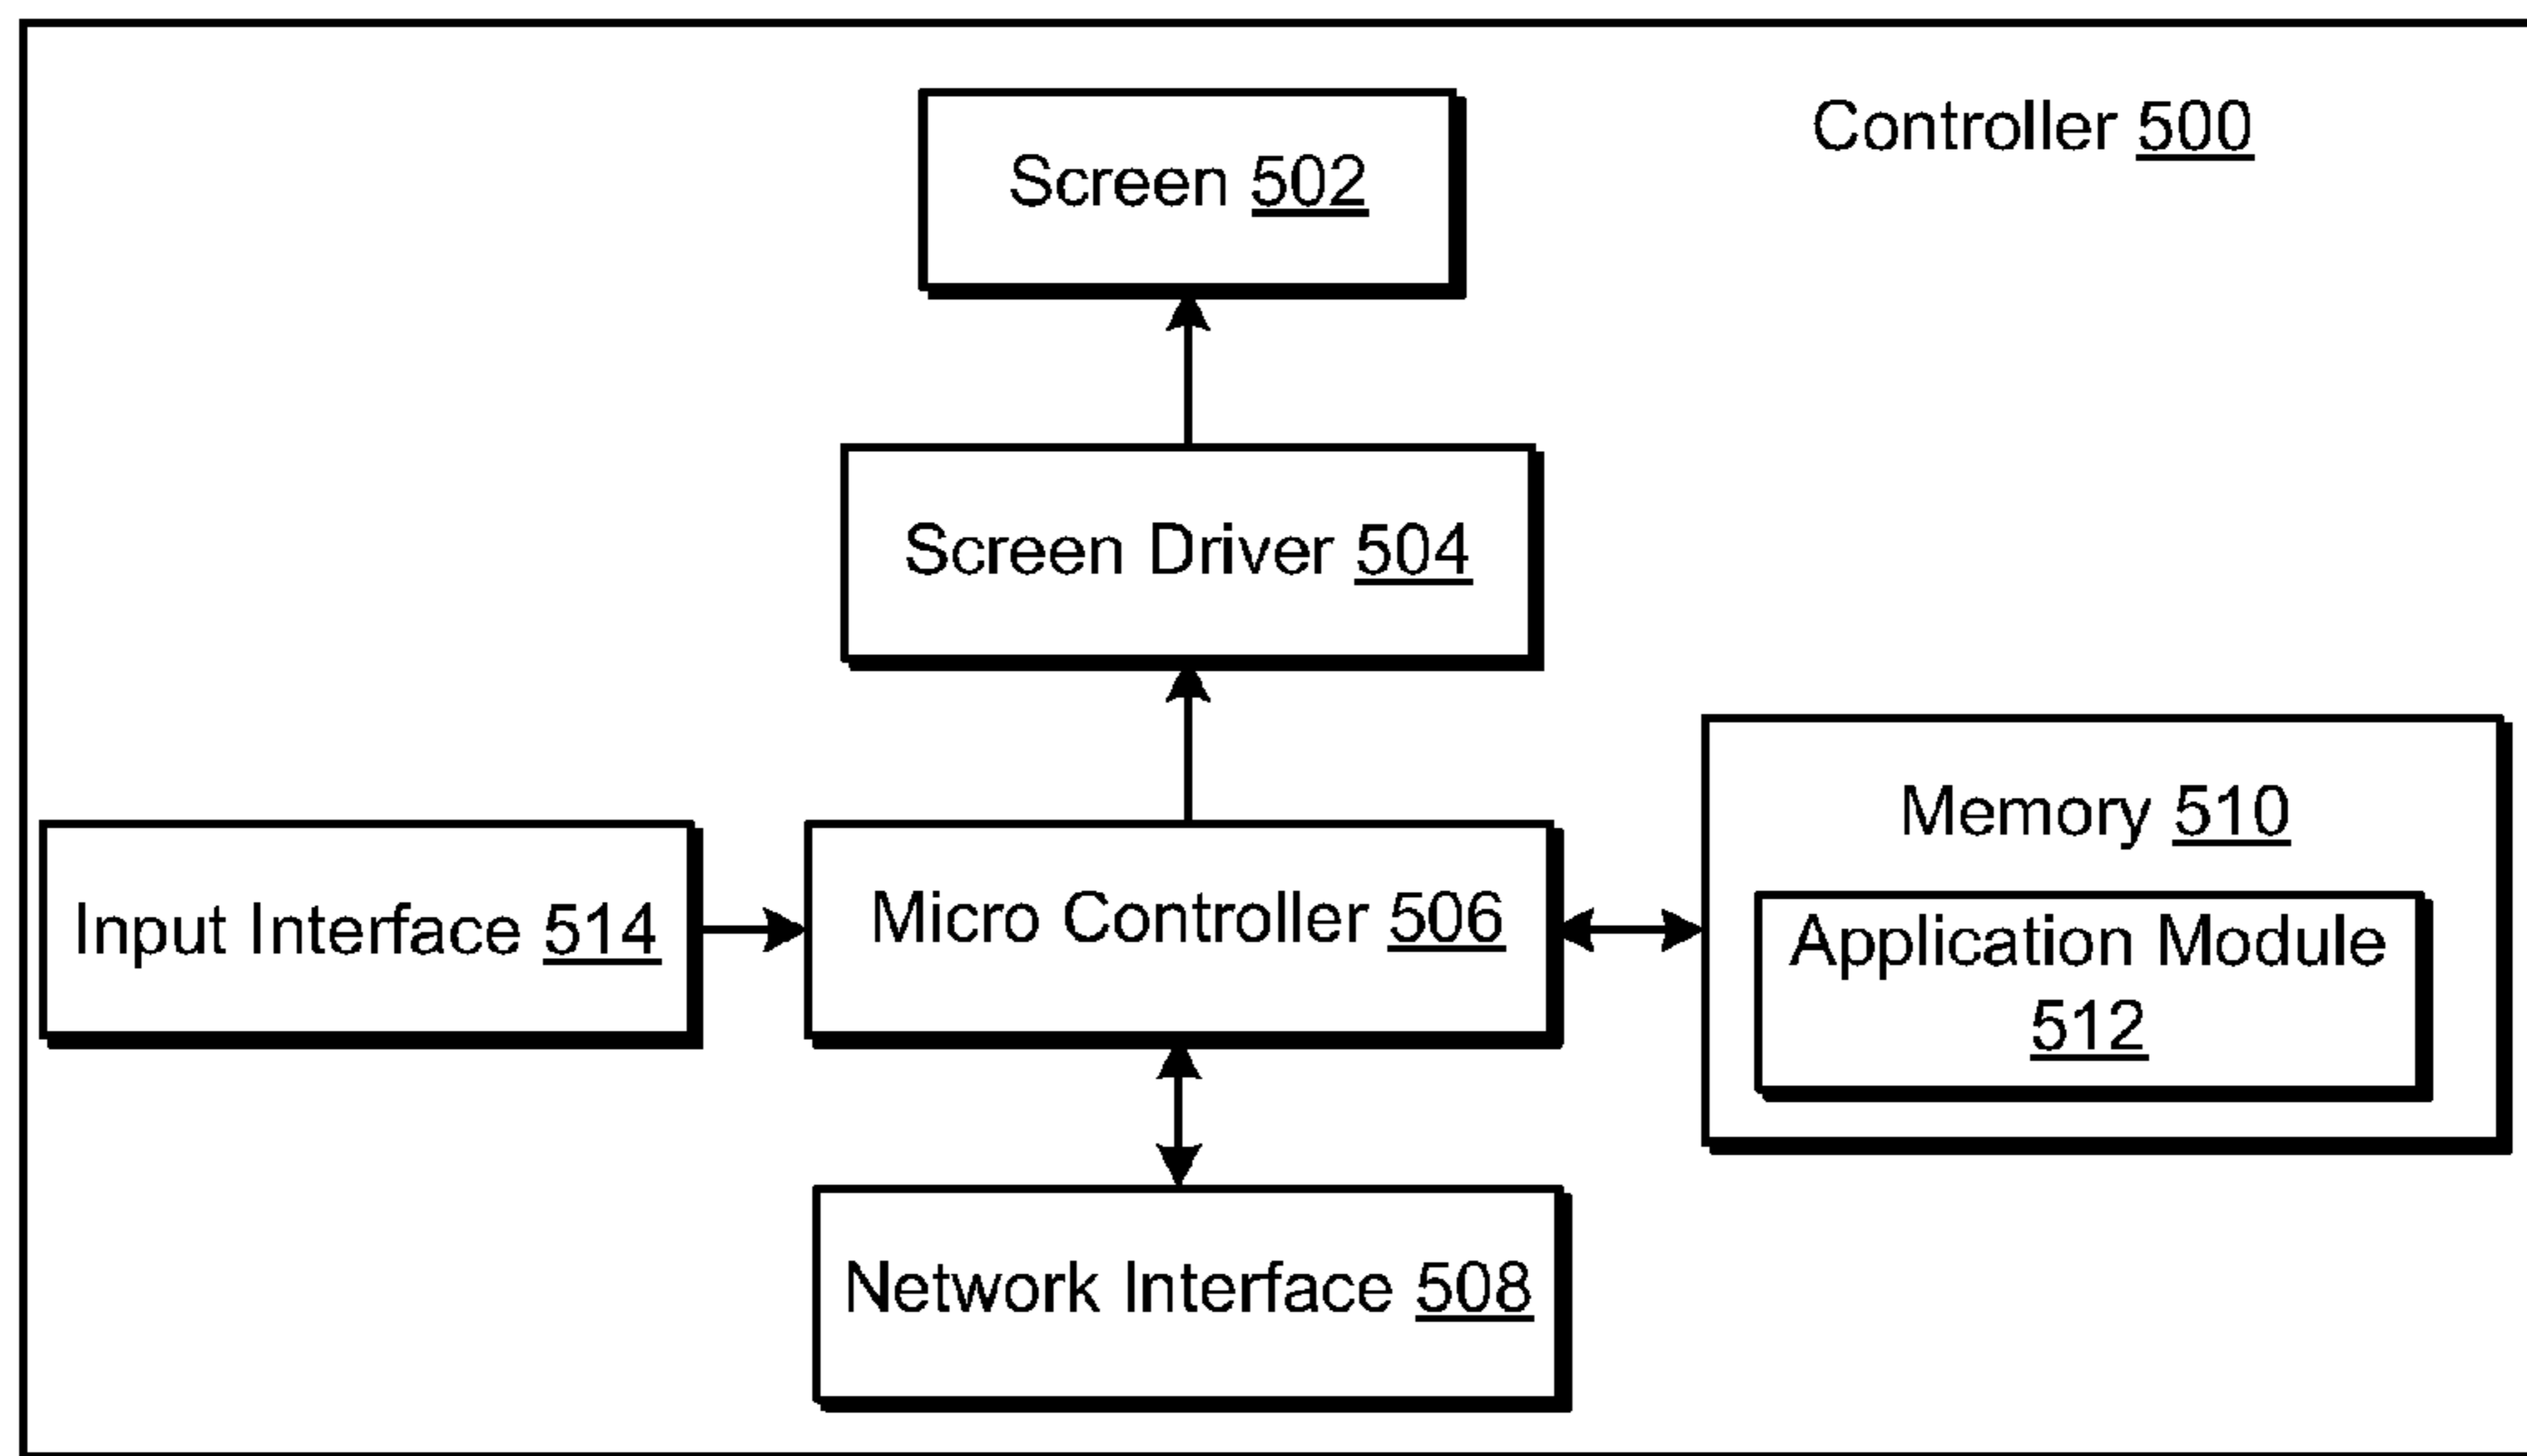 Controller 500
Screen 502
Screen Driver 504
Memory 510
Input Interface 514
Micro Controller 506
Application Module
512
Network Interface 508